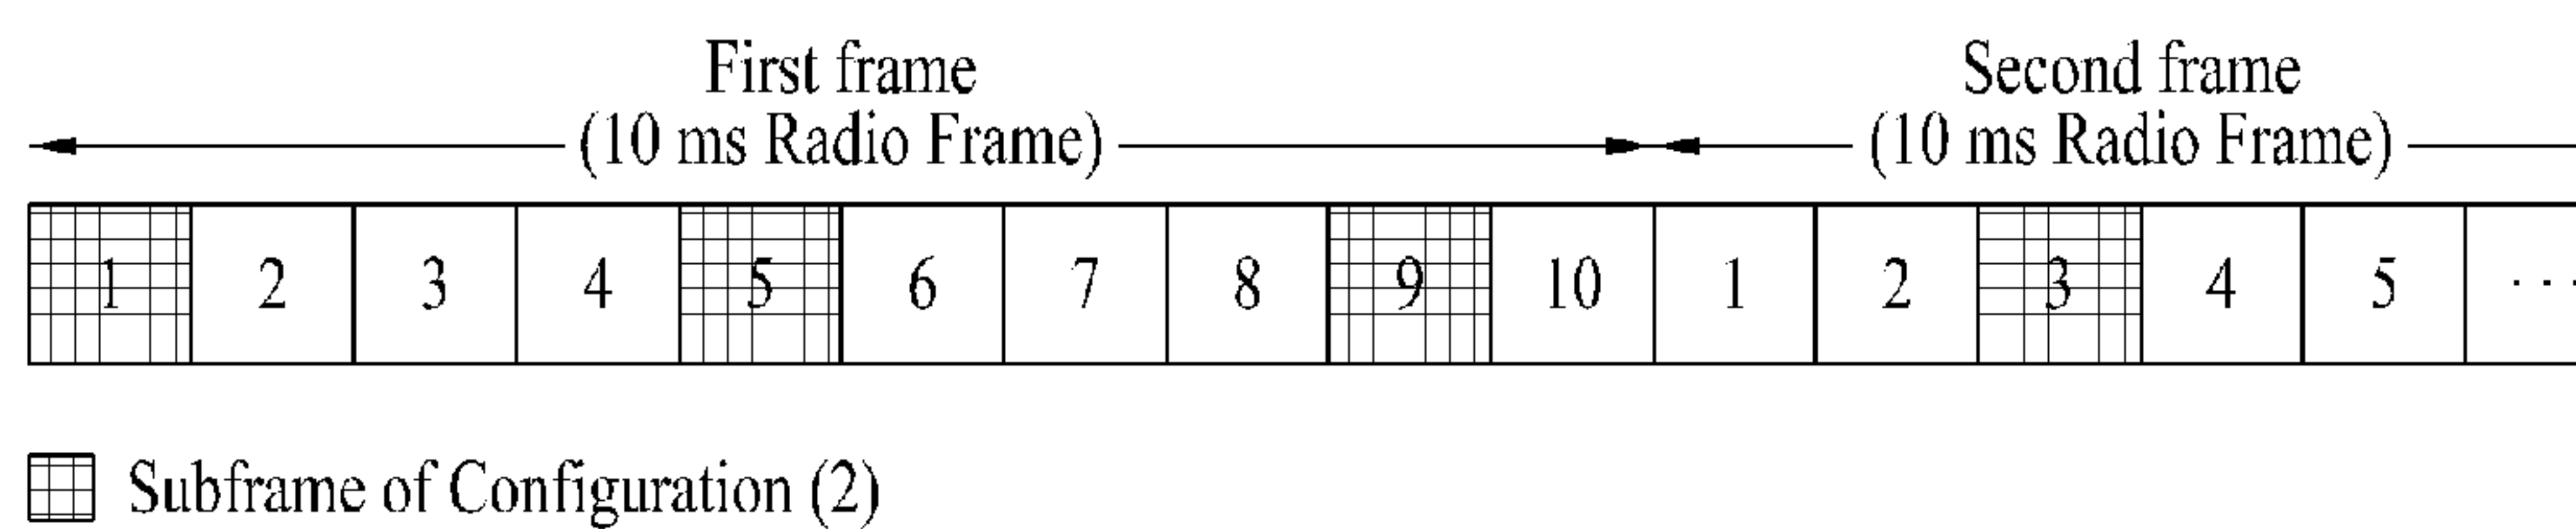 First frame
(10 ms Radio Frame)
Second frame
(10 ms Radio Frame)
1 2 3 4 5 6 7 8 9 10 1 2 3 4 5 ...
Subframe of Configuration (2)